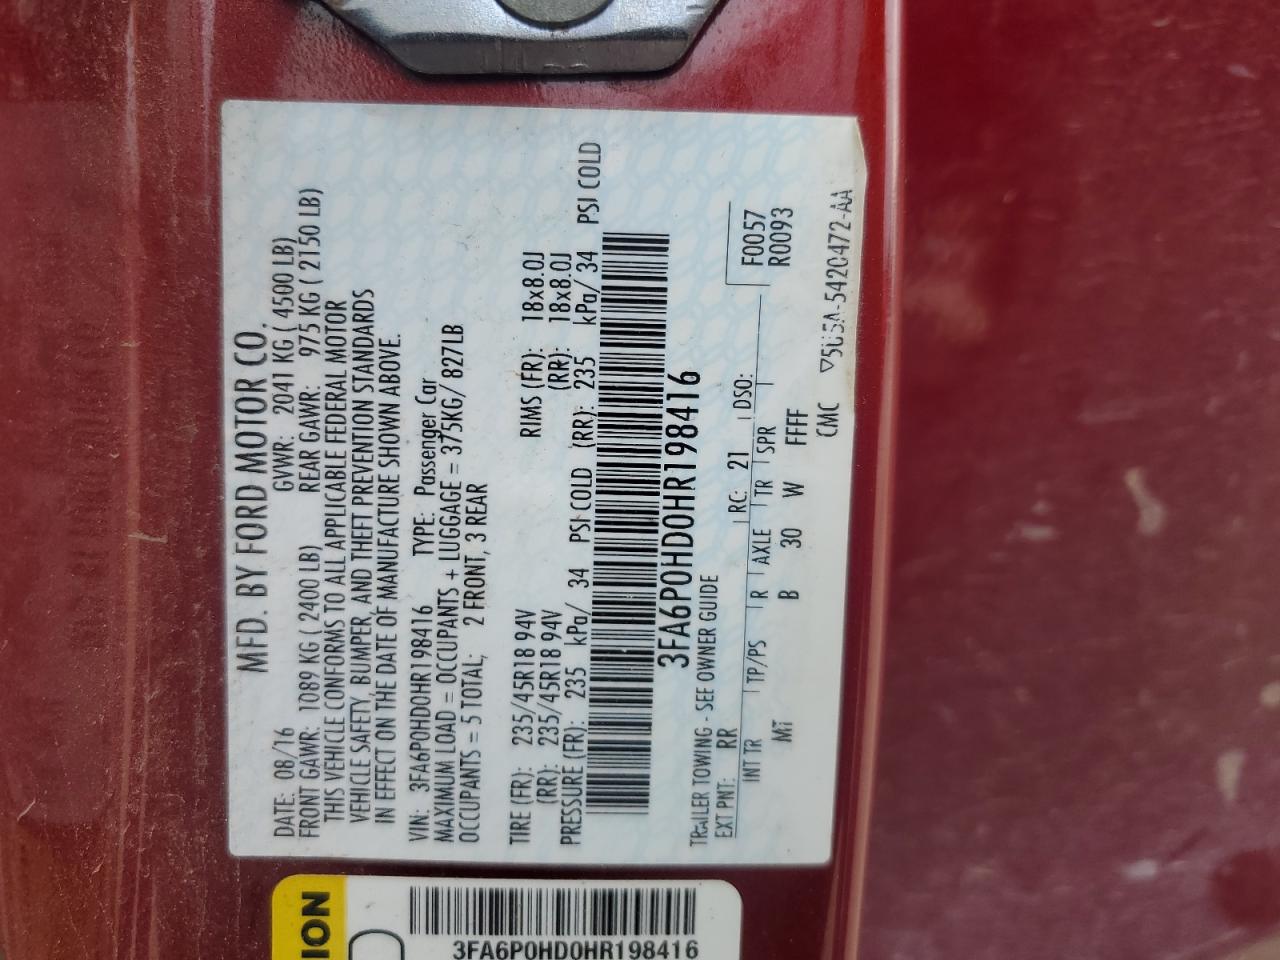 MFD. BY FORD MOTOR CO.
DATE: 08/16 GVWR: 2041 KG ( 4500 LB)
FRONT GAWR: 1089 KG ( 2400 LB) REAR GAWR: 975 KG ( 2150 LB)
THIS VEHICLE CONFORMS TO ALL APPLICABLE FEDERAL MOTOR
VEHICLE SAFETY, BUMPER, AND THEFT PREVENTION STANDARDS
IN EFFECT ON THE DATE OF MANUFACTURE SHOWN ABOVE.
VIN: 3FA6P0HD0HR198416 TYPE: Passenger Car
MAXIMUM LOAD = OCCUPANTS + LUGGAGE = 375KG/ 827LB
OCCUPANTS = 5 TOTAL; 2 FRONT, 3 REAR
TIRE (FR): 235/45R18 94V RIMS (FR): 18x8.0J
(RR): 235/45R18 94V (RR): 18x8.0J
PRESSURE (FR): 235 kPa/ 34 PSI COLD (RR): 235 kPa/ 34 PSI COLD
3FA6P0HD0HR198416
TRAILER TOWING - SEE OWNER GUIDE
F0057
EXT PNT: RR RC: 21 DSO: R0093
INT TR TP/PS R AXLE TR SPR
MT B 30 W FFFF
CMC ▽5U5A-5420472-AA
ION
3FA6P0HD0HR198416